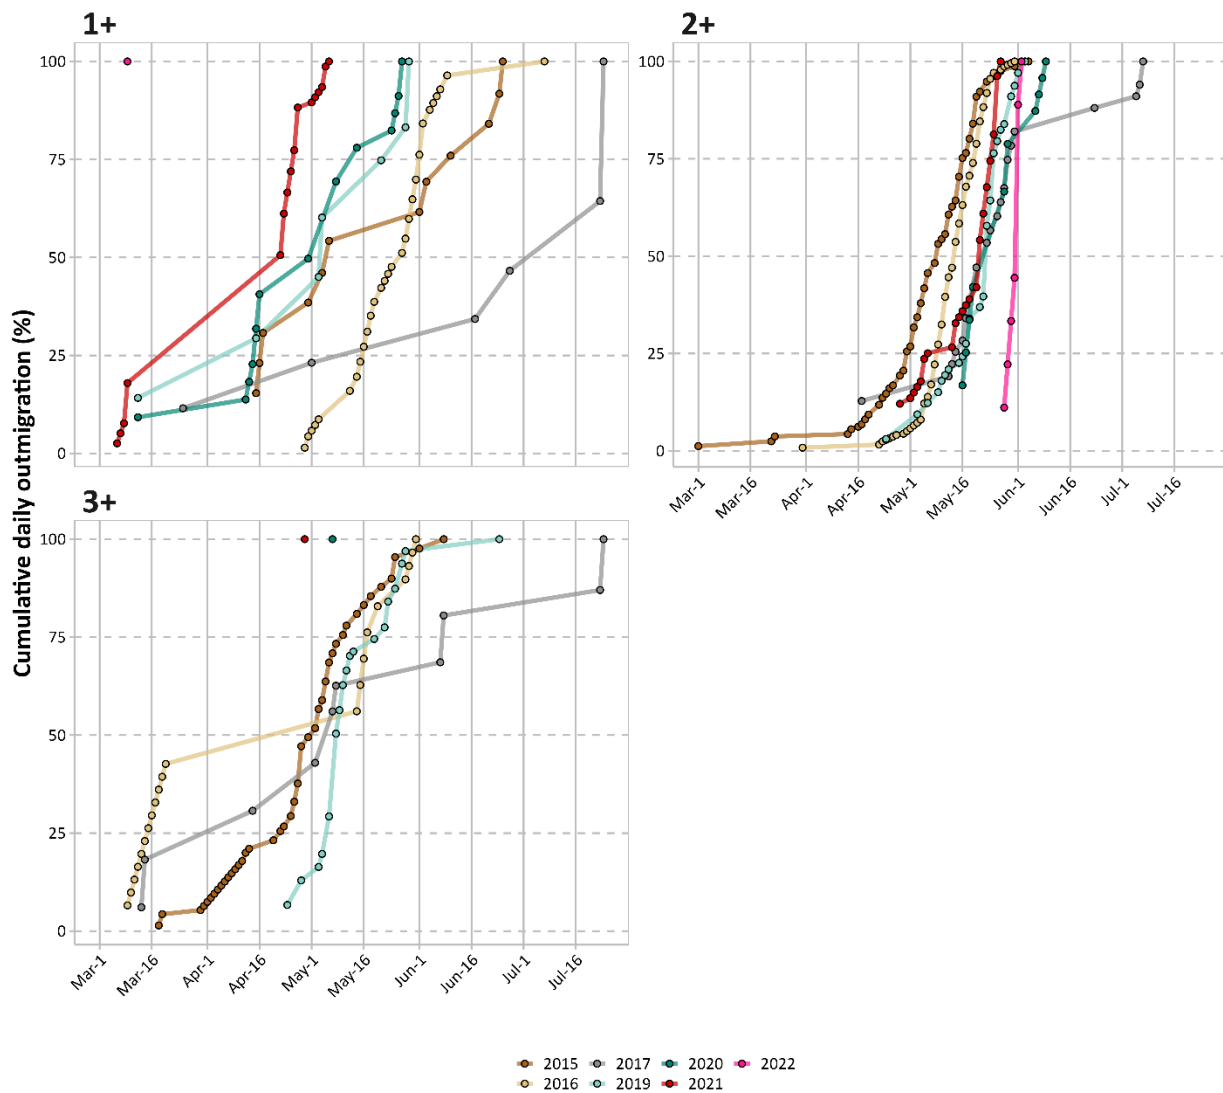 1+
2+
100
75
50
25
0
100
75
50
25
0
Mar-1
Mar-16
Apr-1
Apr-16
May-1
May-16
Jun-1
Jun-16
Jul-1
Jul-16
3+
100
75
50
25
0
Mar-1
Mar-16
Apr-1
Apr-16
May-1
May-16
Jun-1
Jun-16
Jul-1
Jul-16
Cumulative daily outmigration (%)
2015 2017 2020 2022
2016 2019 2021